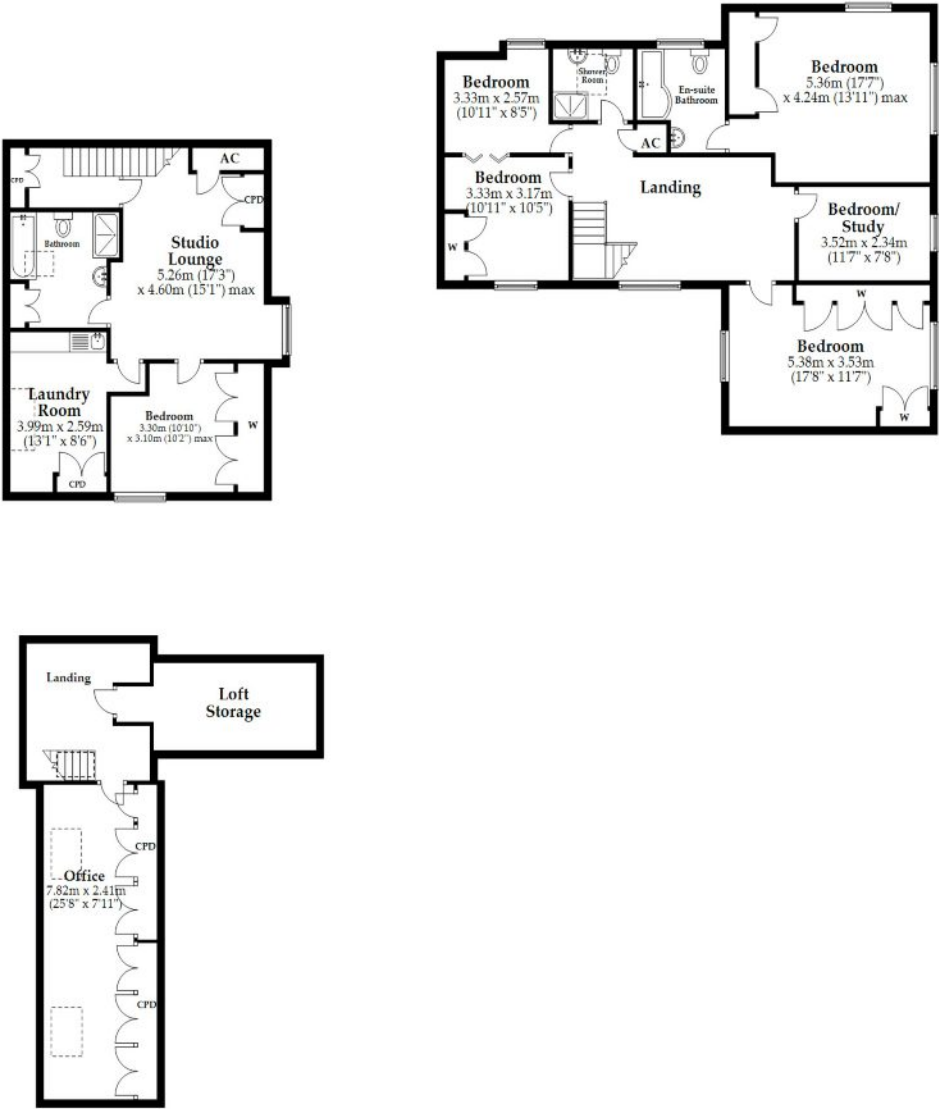 AC
CPD
CPD
Bathroom
Studio
Lounge
5.26m (17'3")
x 4.60m (15'1") max
Laundry
Room
3.99m x 2.59m
(13'1" x 8'6")
CPD
Bedroom
3.30m (10'10")
x 3.10m (10'2") max
W
Bedroom
3.33m x 2.57m
(10'11" x 8'5")
Shower
Room
En-suite
Bathroom
Bedroom
5.36m (17'7")
x 4.24m (13'11") max
AC
Bedroom
3.33m x 3.17m
(10'11" x 10'5")
W
Landing
Bedroom/
Study
3.52m x 2.34m
(11'7" x 7'8")
W
Bedroom
5.38m x 3.53m
(17'8" x 11'7")
W
Landing
Loft
Storage
CPD
Office
7.82m x 2.41m
(25'8" x 7'11")
CPD